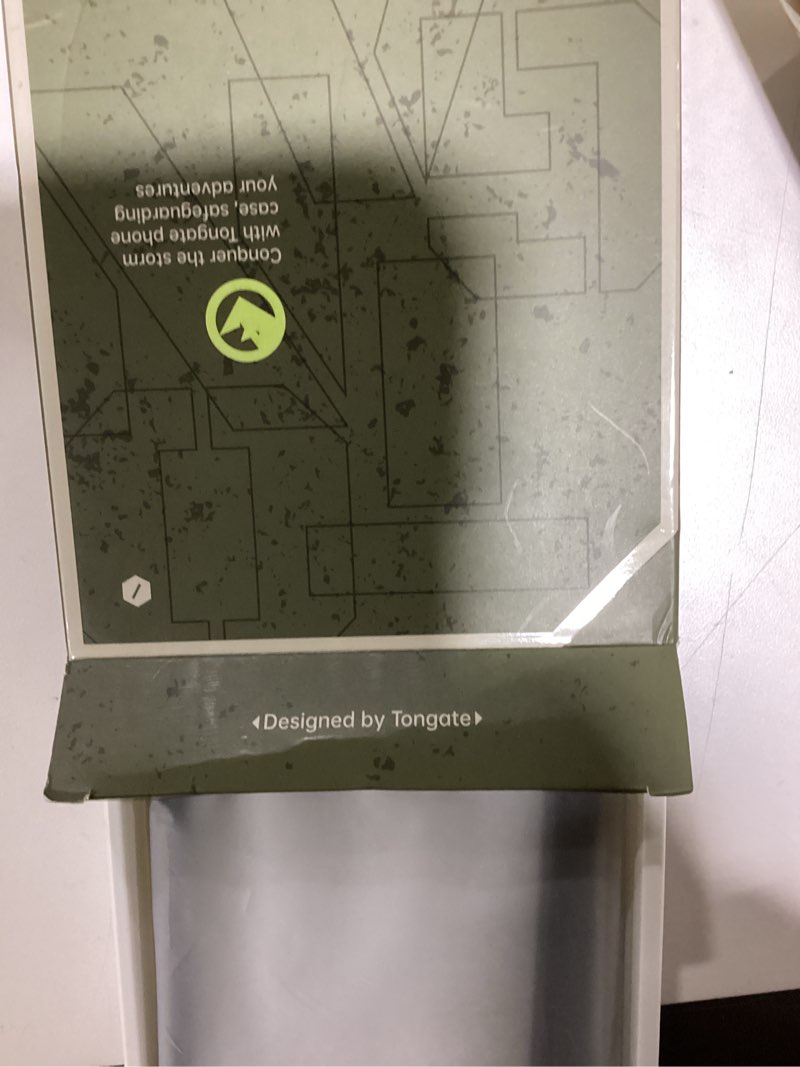 Conquer the storm
with Tongate phone
case, safeguarding
your adventures
Designed by Tongate